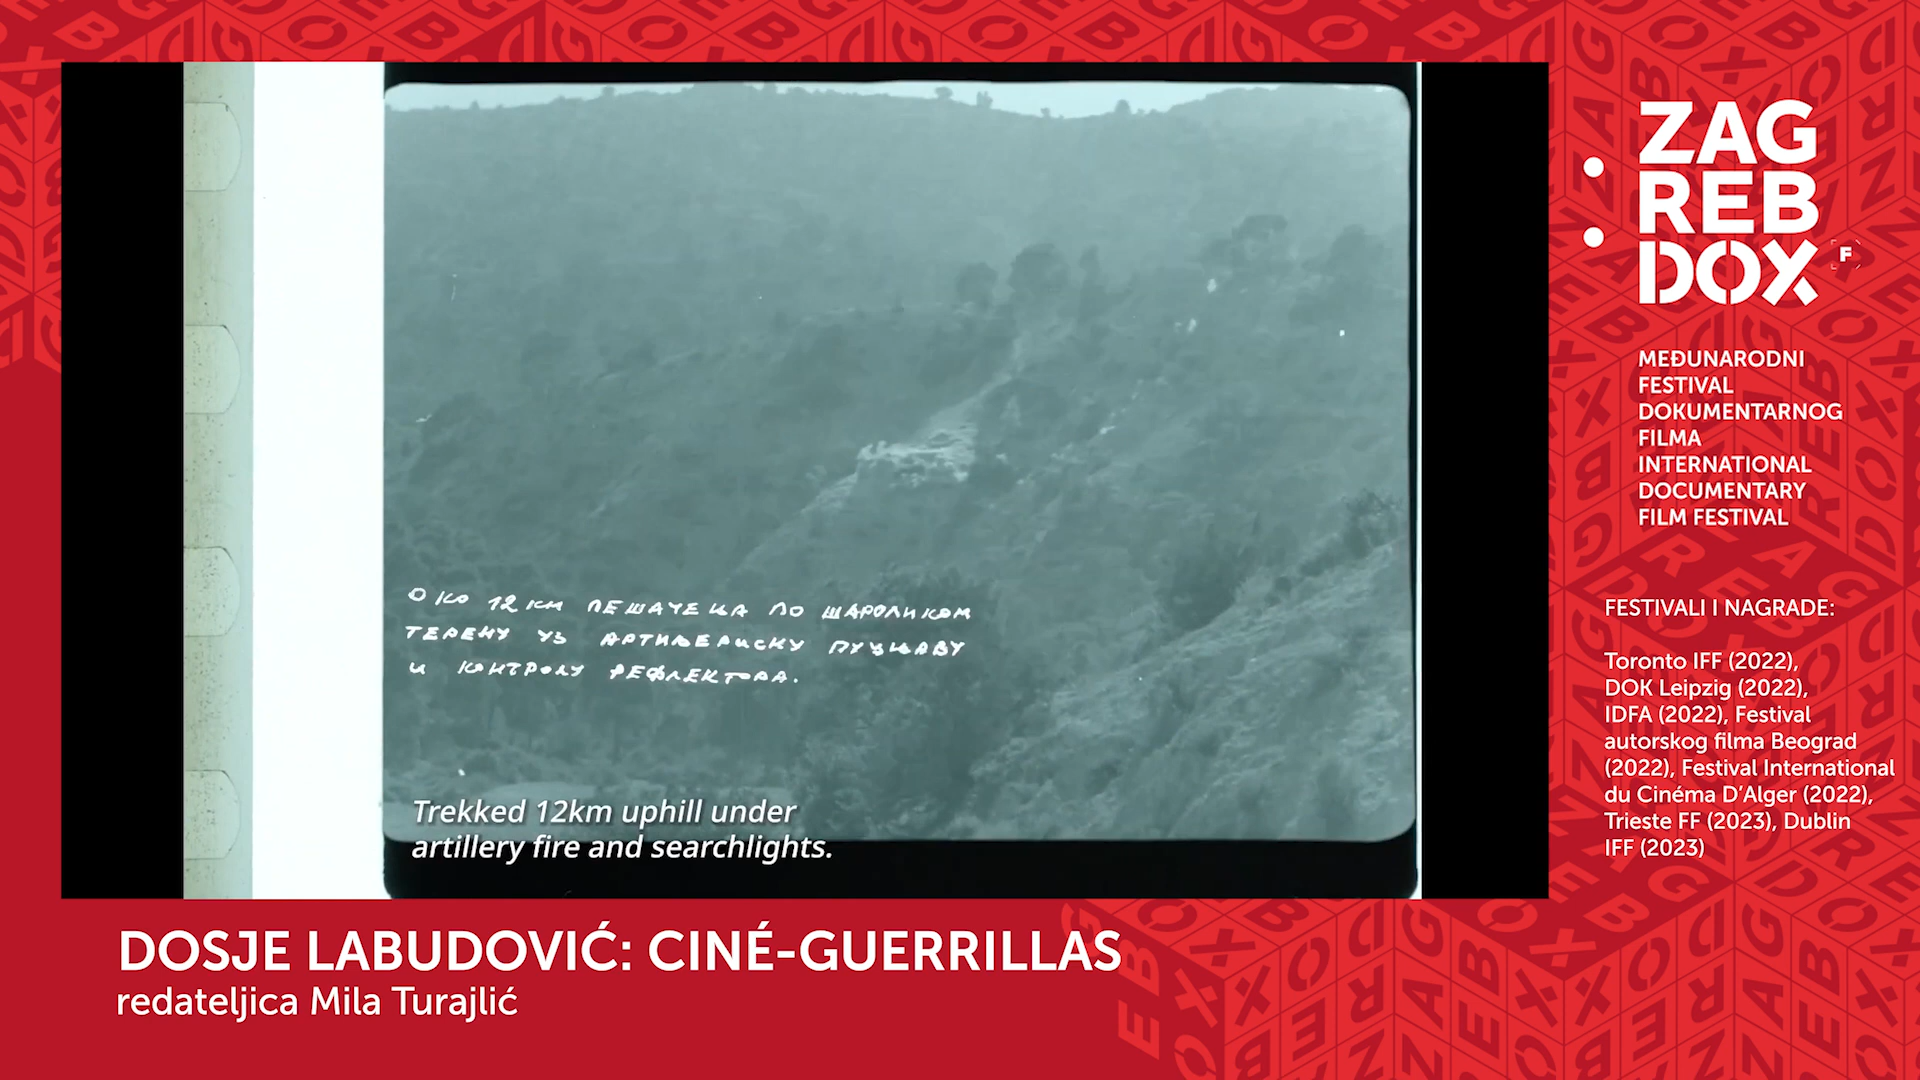 око 12 км пешачења по шароликом
терену уз артиљериску пуцњаву
и контролу рефлектора.
Trekked 12km uphill under
artillery fire and searchlights.
DOSJE LABUDOVIĆ: CINÉ-GUERRILLAS
redateljica Mila Turajlić
ZAG
REB
DOX
F
MEĐUNARODNI
FESTIVAL
DOKUMENTARNOG
FILMA
INTERNATIONAL
DOCUMENTARY
FILM FESTIVAL
FESTIVALI I NAGRADE:
Toronto IFF (2022),
DOK Leipzig (2022),
IDFA (2022), Festival
autorskog filma Beograd
(2022), Festival International
du Cinéma D’Alger (2022),
Trieste FF (2023), Dublin
IFF (2023)